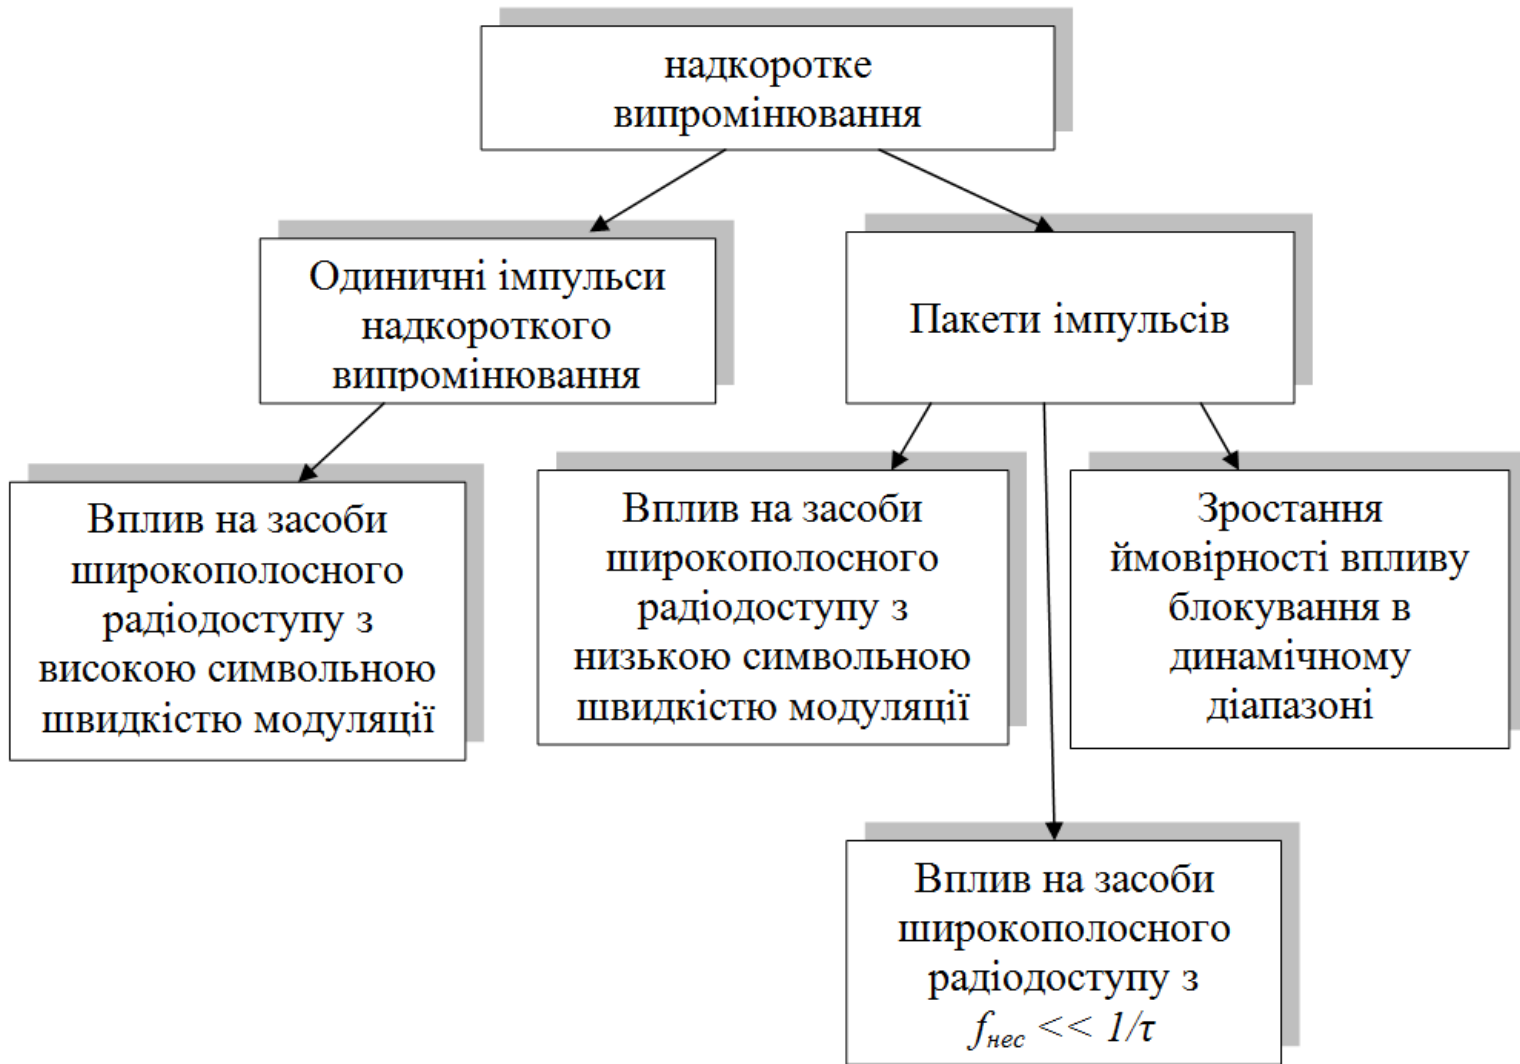 надкоротке
випромінювання
Одиничні імпульси
надкороткого
випромінювання
Пакети імпульсів
Вплив на засоби
широкополосного
радіодоступу з
високою символьною
швидкістю модуляції
Вплив на засоби
широкополосного
радіодоступу з
низькою символьною
швидкістю модуляції
Зростання
ймовірності впливу
блокування в
динамічному
діапазоні
Вплив на засоби
широкополосного
радіодоступу з
fнес << 1/τ